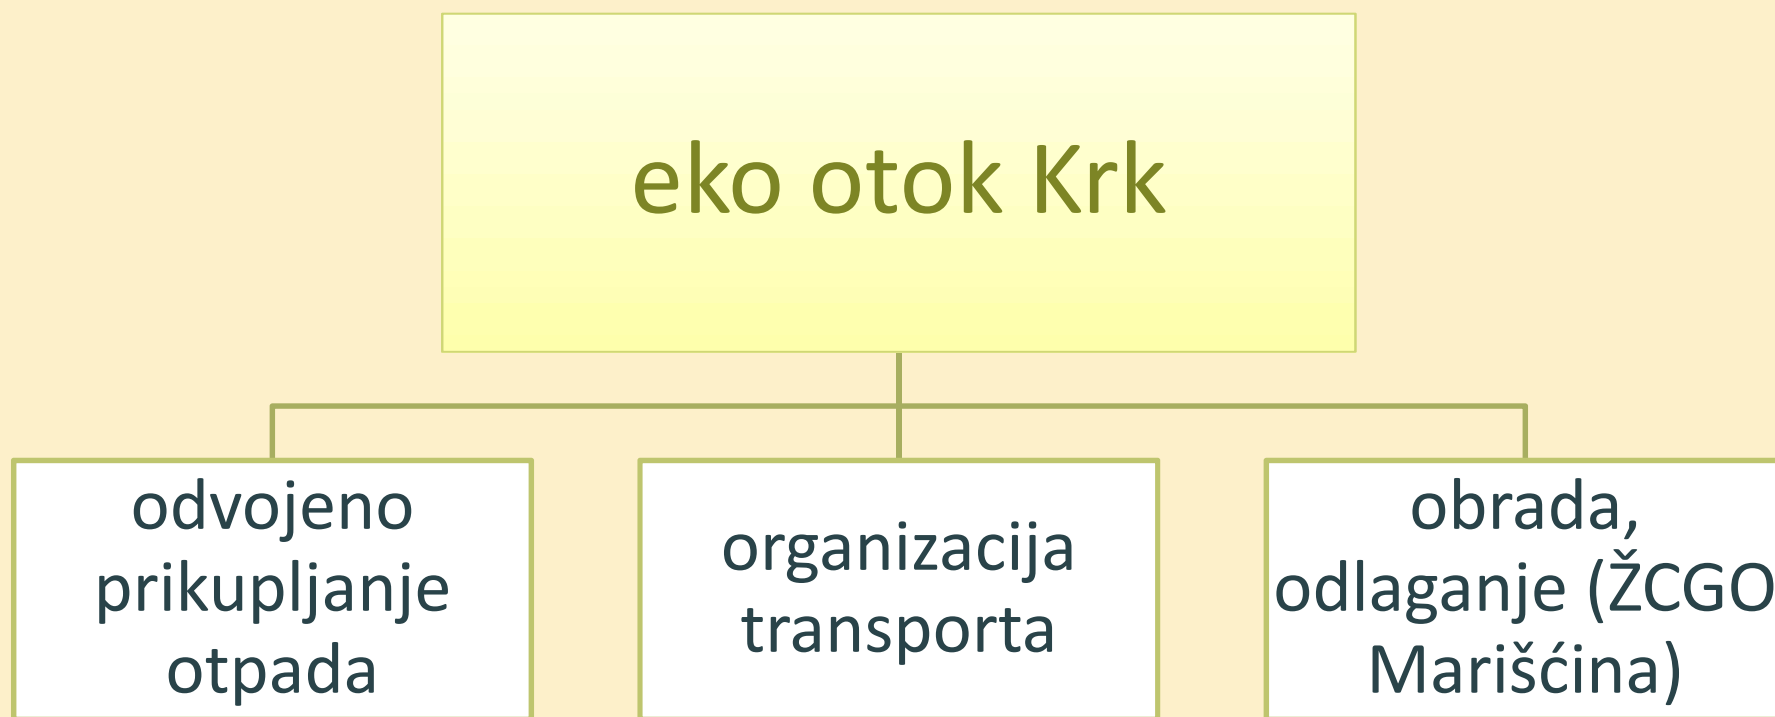 eko otok Krk
odvojeno
prikupljanje
otpada
organizacija
transporta
obrada,
odlaganje (ŽCGO
Marišćina)